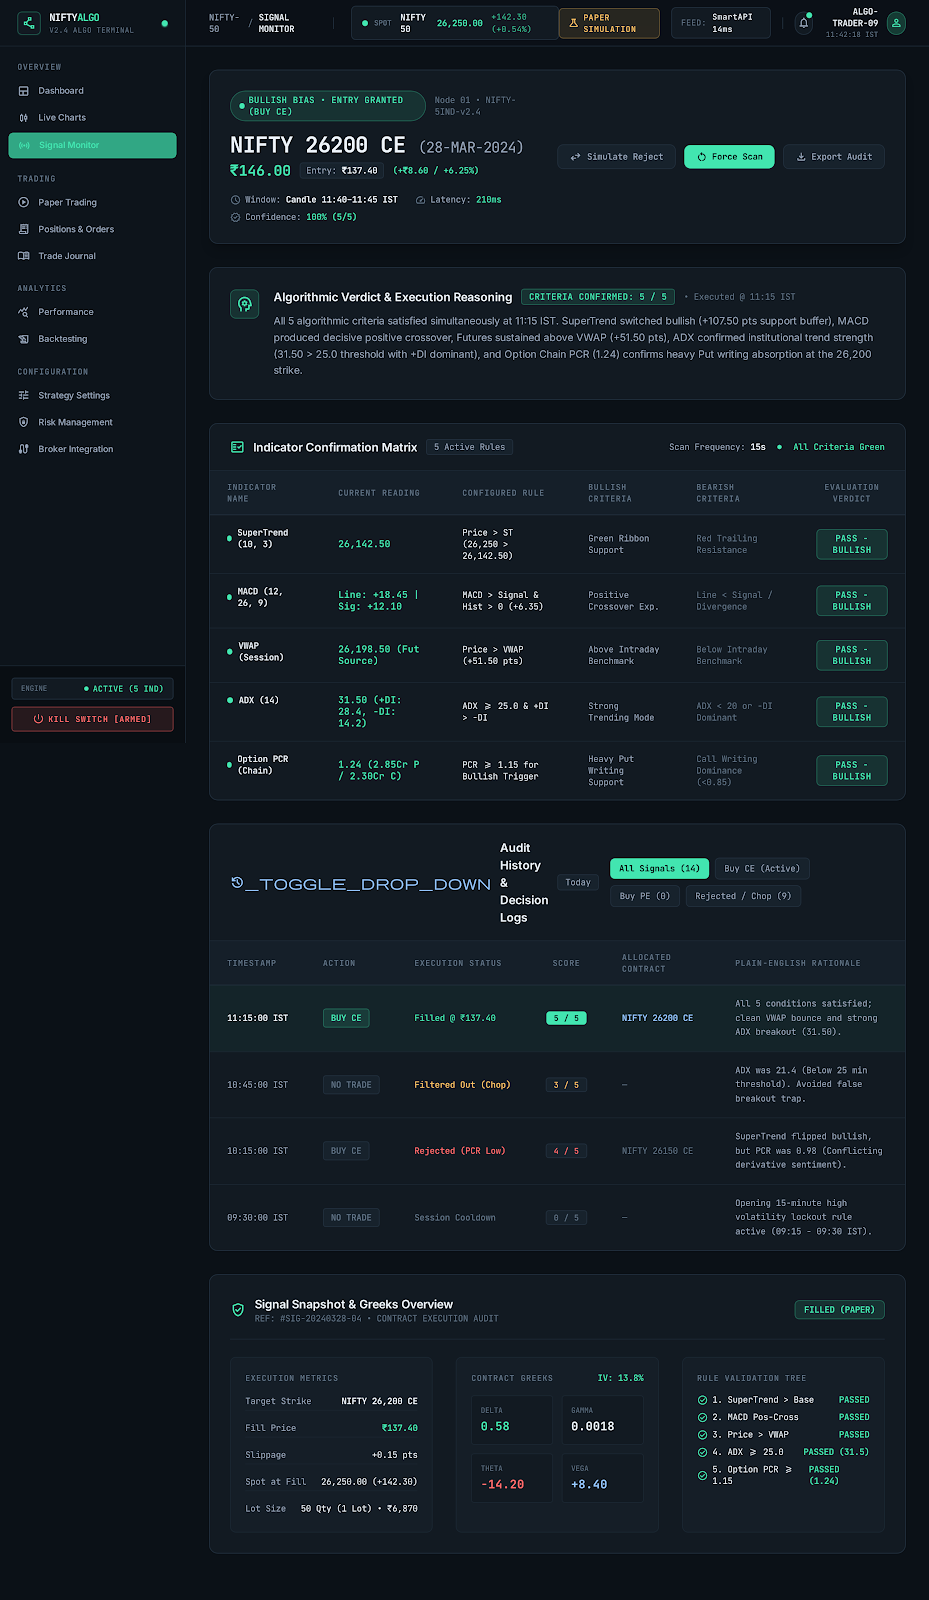 NIFTYALGO
V2.4 ALGO TERMINAL
NIFTY-50 / SIGNAL MONITOR
SPOT NIFTY 50 26,250.00 +142.30 (+0.54%)
PAPER SIMULATION
FEED: SmartAPI 14ms
ALGO-TRADER-09
11:42:18 IST
OVERVIEW
Dashboard
Live Charts
Signal Monitor
TRADING
Paper Trading
Positions & Orders
Trade Journal
ANALYTICS
Performance
Backtesting
CONFIGURATION
Strategy Settings
Risk Management
Broker Integration
ENGINE ACTIVE (5 IND)
KILL SWITCH [ARMED]
BULLISH BIAS • ENTRY GRANTED (BUY CE)
Node 01 • NIFTY-5IND-v2.4
NIFTY 26200 CE (28-MAR-2024)
₹146.00 Entry: ₹137.40 (+₹8.60 / +6.25%)
Simulate Reject
Force Scan
Export Audit
Window: Candle 11:40–11:45 IST Latency: 210ms
Confidence: 100% (5/5)
Algorithmic Verdict & Execution Reasoning CRITERIA CONFIRMED: 5 / 5 • Executed @ 11:15 IST
All 5 algorithmic criteria satisfied simultaneously at 11:15 IST. SuperTrend switched bullish (+107.50 pts support buffer), MACD
produced decisive positive crossover, Futures sustained above VWAP (+51.50 pts), ADX confirmed institutional trend strength
(31.50 > 25.0 threshold with +DI dominant), and Option Chain PCR (1.24) confirms heavy Put writing absorption at the 26,200
strike.
Indicator Confirmation Matrix 5 Active Rules Scan Frequency: 15s • All Criteria Green
INDICATOR NAME CURRENT READING CONFIGURED RULE BULLISH CRITERIA BEARISH CRITERIA EVALUATION VERDICT
SuperTrend (10, 3) 26,142.50 Price > ST (26,250 > 26,142.50) Green Ribbon Support Red Trailing Resistance PASS - BULLISH
MACD (12, 26, 9) Line: +18.45 | Sig: +12.10 MACD > Signal & Hist > 0 (+6.35) Positive Crossover Exp. Line < Signal / Divergence PASS - BULLISH
VWAP (Session) 26,198.50 (Fut Source) Price > VWAP (+51.50 pts) Above Intraday Benchmark Below Intraday Benchmark PASS - BULLISH
ADX (14) 31.50 (+DI: 28.4, -DI: 14.2) ADX ≥ 25.0 & +DI > -DI Strong Trending Mode ADX < 20 or -DI Dominant PASS - BULLISH
Option PCR (Chain) 1.24 (2.85Cr P / 2.30Cr C) PCR ≥ 1.15 for Bullish Trigger Heavy Put Writing Support Call Writing Dominance (<0.85) PASS - BULLISH
_TOGGLE_DROP_DOWN
Audit History & Decision Logs
Today
All Signals (14)
Buy CE (Active)
Buy PE (0)
Rejected / Chop (9)
TIMESTAMP ACTION EXECUTION STATUS SCORE ALLOCATED CONTRACT PLAIN-ENGLISH RATIONALE
11:15:00 IST BUY CE Filled @ ₹137.40 5 / 5 NIFTY 26200 CE All 5 conditions satisfied; clean VWAP bounce and strong ADX breakout (31.50).
10:45:00 IST NO TRADE Filtered Out (Chop) 3 / 5 — ADX was 21.4 (Below 25 min threshold). Avoided false breakout trap.
10:15:00 IST BUY CE Rejected (PCR Low) 4 / 5 NIFTY 26150 CE SuperTrend flipped bullish, but PCR was 0.98 (Conflicting derivative sentiment).
09:30:00 IST NO TRADE Session Cooldown 0 / 5 — Opening 15-minute high volatility lockout rule active (09:15 - 09:30 IST).
Signal Snapshot & Greeks Overview
REF: #SIG-20240328-04 • CONTRACT EXECUTION AUDIT
FILLED (PAPER)
EXECUTION METRICS
Target Strike NIFTY 26,200 CE
Fill Price ₹137.40
Slippage +0.15 pts
Spot at Fill 26,250.00 (+142.30)
Lot Size 50 Qty (1 Lot) • ₹6,870
CONTRACT GREEKS IV: 13.8%
DELTA 0.58
GAMMA 0.0018
THETA -14.20
VEGA +8.40
RULE VALIDATION TREE
1. SuperTrend > Base PASSED
2. MACD Pos-Cross PASSED
3. Price > VWAP PASSED
4. ADX ≥ 25.0 PASSED (31.5)
5. Option PCR ≥ 1.15 PASSED (1.24)